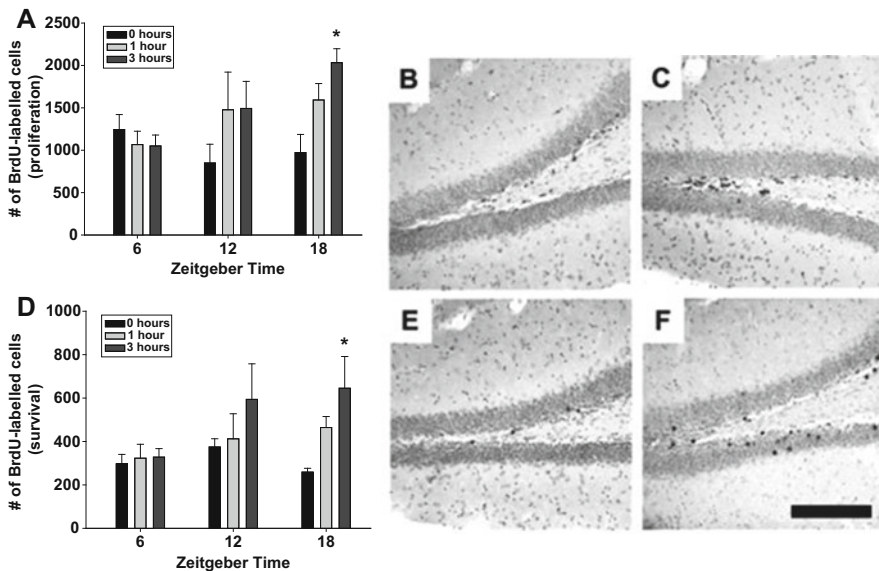 A
# of BrdU-labelled cells
(proliferation)
2500
2000
1500
1000
500
0
0 hours
1 hour
3 hours
*
6 12 18
Zeitgeber Time
B
C
D
# of BrdU-labelled cells
(survival)
1000
800
600
400
200
0
0 hours
1 hour
3 hours
*
6 12 18
Zeitgeber Time
E
F